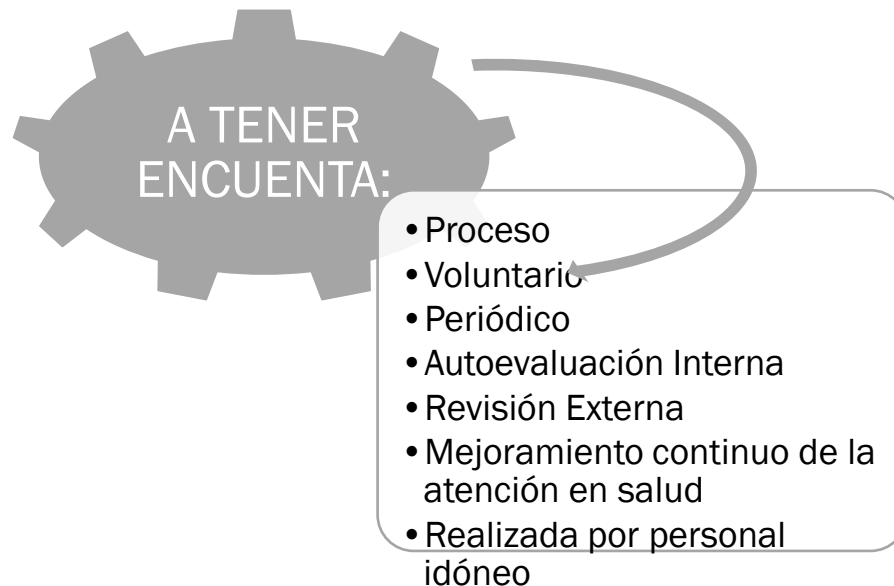 A TENER
ENCUENTA:
•Proceso
•Voluntario
•Periódico
•Autoevaluación Interna
•Revisión Externa
•Mejoramiento continuo de la
atención en salud
•Realizada por personal
idóneo